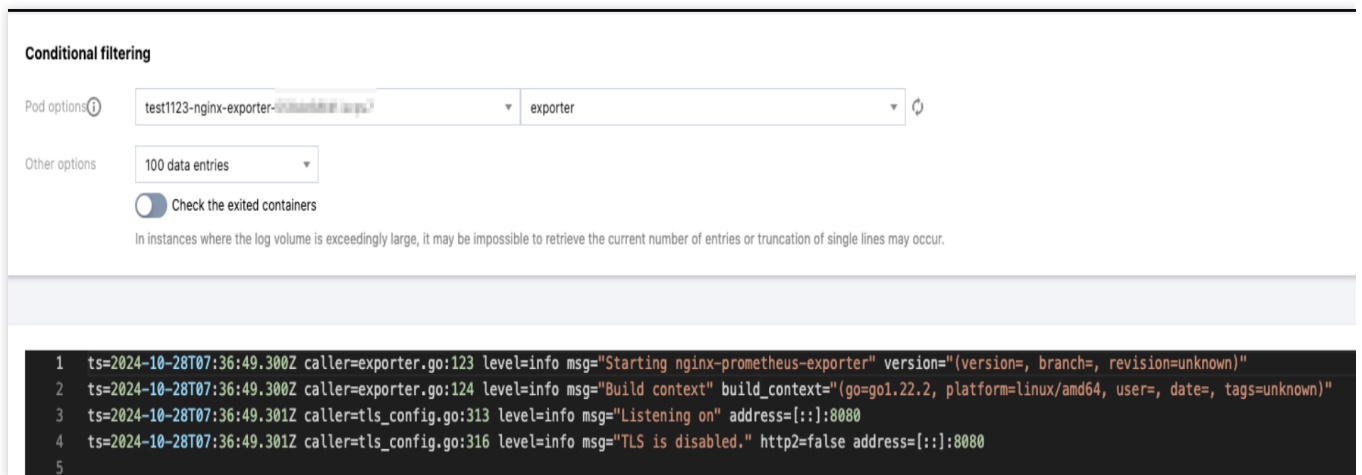 Conditional filtering
Pod options test1123-nginx-exporter- exporter
Other options 100 data entries
Check the exited containers
In instances where the log volume is exceedingly large, it may be impossible to retrieve the current number of entries or truncation of single lines may occur.
1 ts=2024-10-28T07:36:49.300Z caller=exporter.go:123 level=info msg="Starting nginx-prometheus-exporter" version="(version=, branch=, revision=unknown)"
2 ts=2024-10-28T07:36:49.300Z caller=exporter.go:124 level=info msg="Build context" build_context="(go=go1.22.2, platform=linux/amd64, user=, date=, tags=unknown)"
3 ts=2024-10-28T07:36:49.301Z caller=tls_config.go:313 level=info msg="Listening on" address=[::]:8080
4 ts=2024-10-28T07:36:49.301Z caller=tls_config.go:316 level=info msg="TLS is disabled." http2=false address=[::]:8080
5